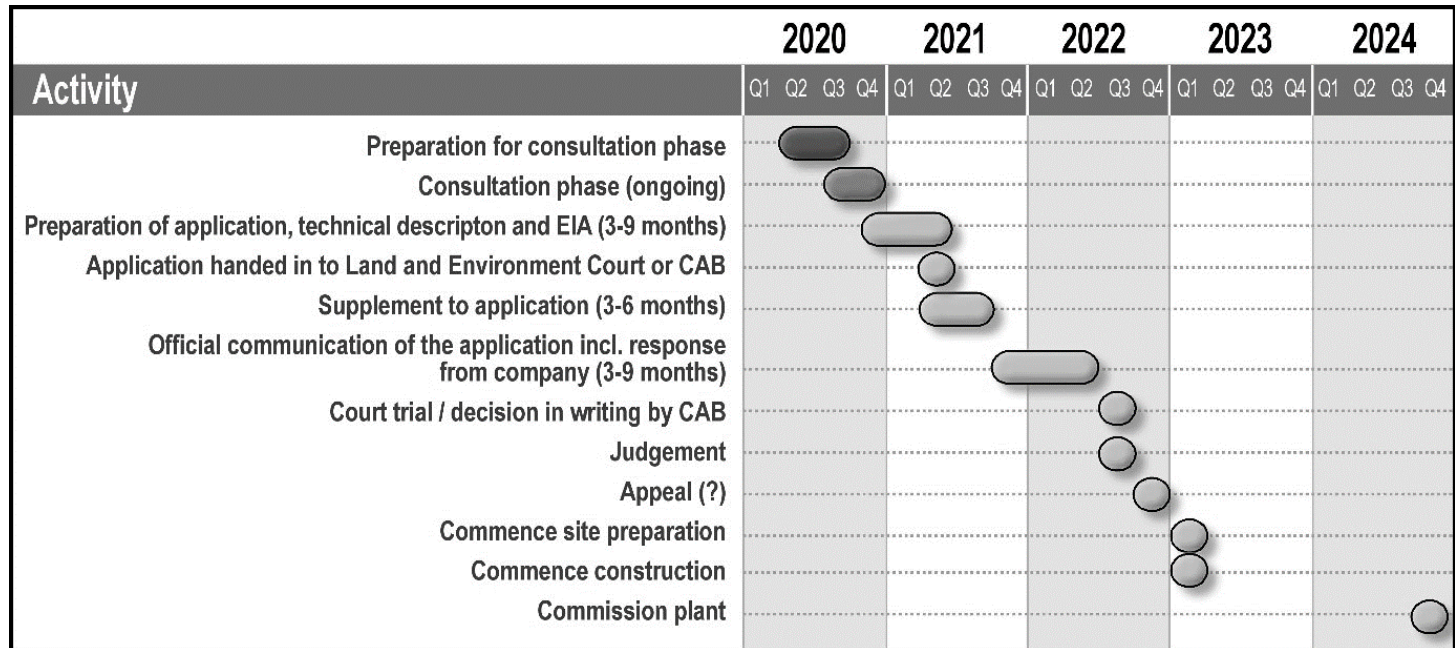 2020 2021 2022 2023 2024
Activity Q1 Q2 Q3 Q4 Q1 Q2 Q3 Q4 Q1 Q2 Q3 Q4 Q1 Q2 Q3 Q4 Q1 Q2 Q3 Q4
Preparation for consultation phase
Consultation phase (ongoing)
Preparation of application, technical descripton and EIA (3-9 months)
Application handed in to Land and Environment Court or CAB
Supplement to application (3-6 months)
Official communication of the application incl. response
from company (3-9 months)
Court trial / decision in writing by CAB
Judgement
Appeal (?)
Commence site preparation
Commence construction
Commission plant